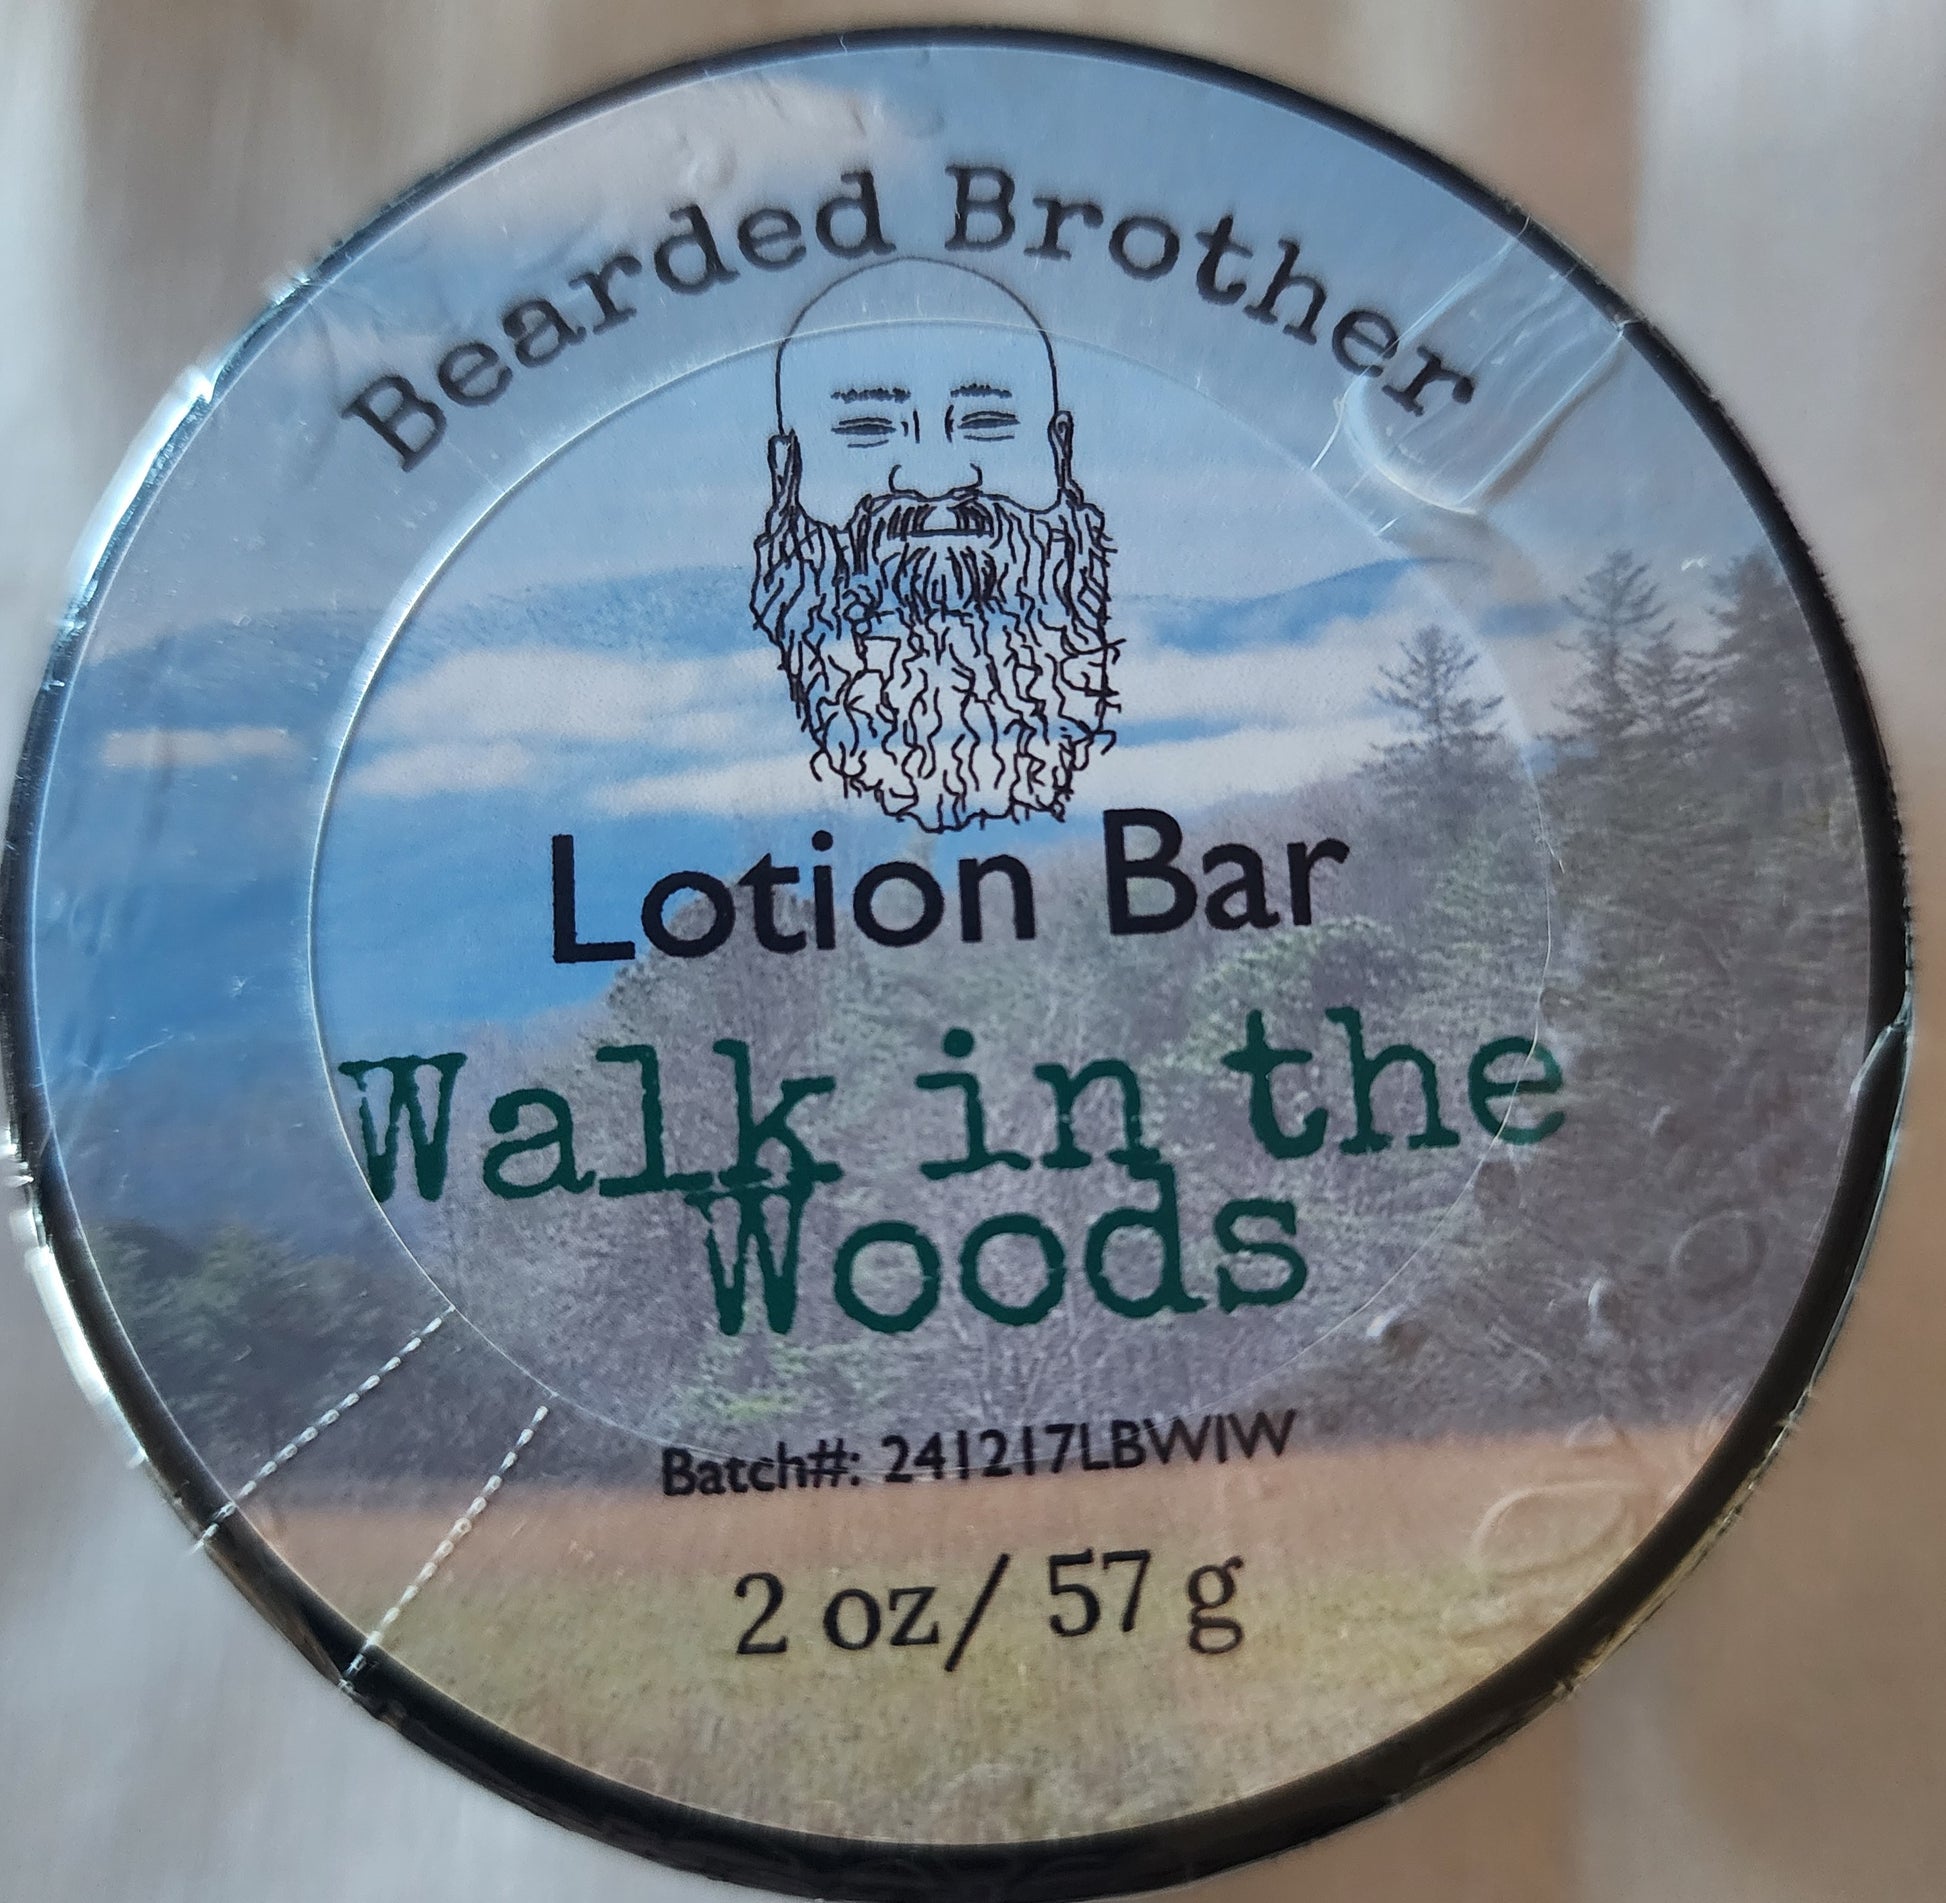 Bearded Brother
Lotion Bar
Walk in the
Woods
Batch#: 241217LBWIW
2 oz/ 57 g